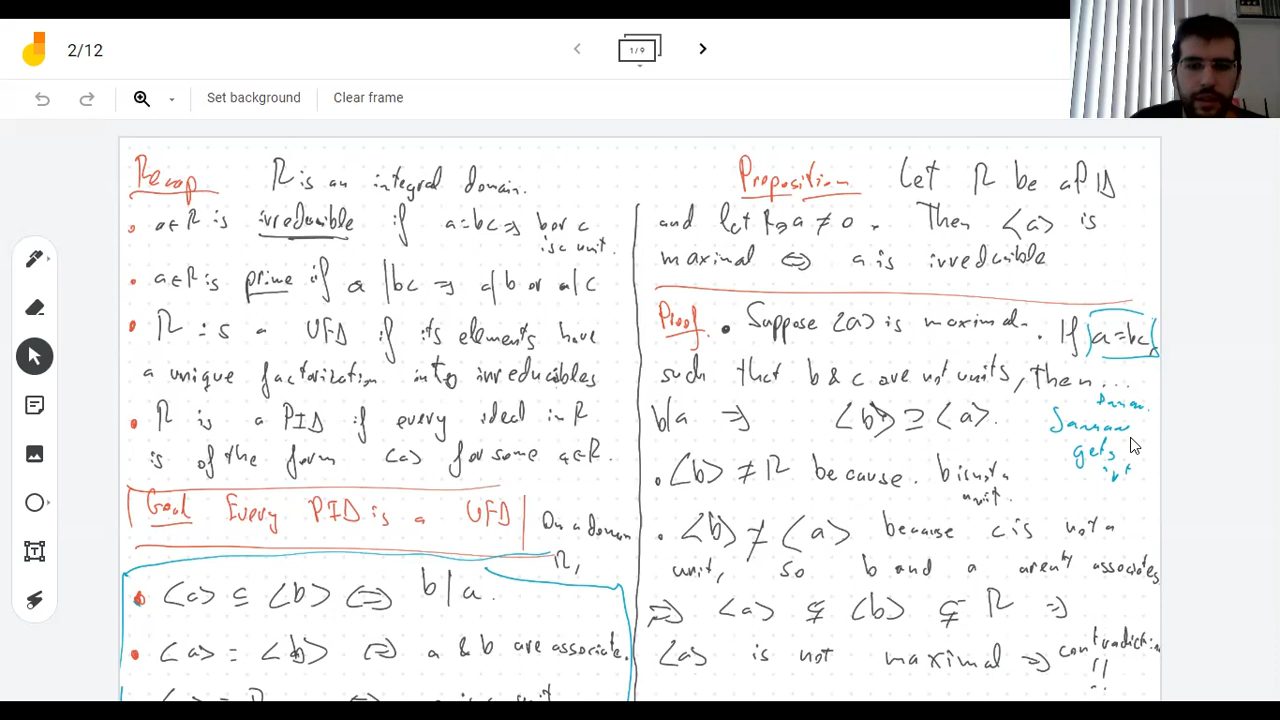 2/12
1/9
Set background
Clear frame
Recap R is an integral domain.
• a∈R is irreducible if a=bc ⇒ b or c
is a unit.
• a∈R is prime if a|bc ⇒ a|b or a|c
• R is a UFD if its elements have
a unique factorization into irreducibles
• R is a PID if every ideal in R
is of the form <a> for some a∈R.
Goal Every PID is a UFD
On a domain
R,
• <a> ⊆ <b> ⇔ b|a.
• <a> = <b> ⇔ a & b are associate.
Proposition Let R be a PID
and let R∋a ≠ 0. Then <a> is
maximal ⇔ a is irreducible
Proof. • Suppose <a> is maximal. If a=bc,
such that b & c are not units, then...
b|a ⇒ <b> ⊇ <a>.
gets
• <b> ≠ R because b is not a
unit.
• <b> ≠ <a> because c is not a
unit, so b and a aren't associates
⇒ <a> ⊊ <b> ⊊ R ⇒
<a> is not maximal ⇒ contradiction